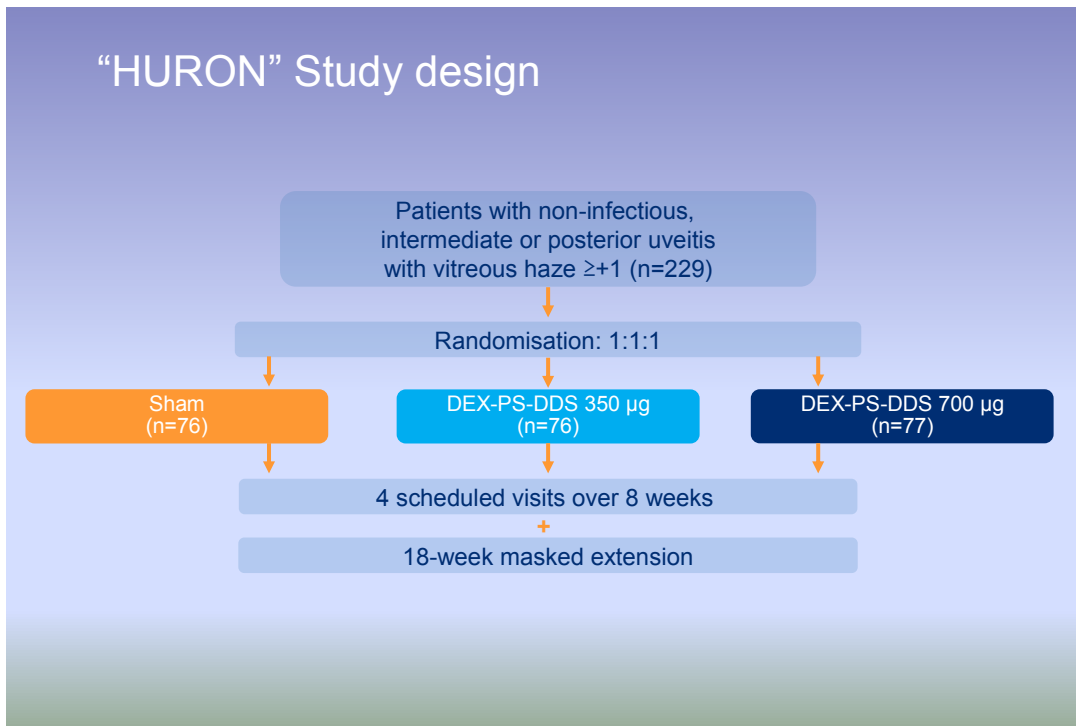 “HURON” Study design
Patients with non-infectious,
intermediate or posterior uveitis
with vitreous haze ≥+1 (n=229)
Randomisation: 1:1:1
Sham
(n=76)
DEX-PS-DDS 350 µg
(n=76)
DEX-PS-DDS 700 µg
(n=77)
4 scheduled visits over 8 weeks
+
18-week masked extension